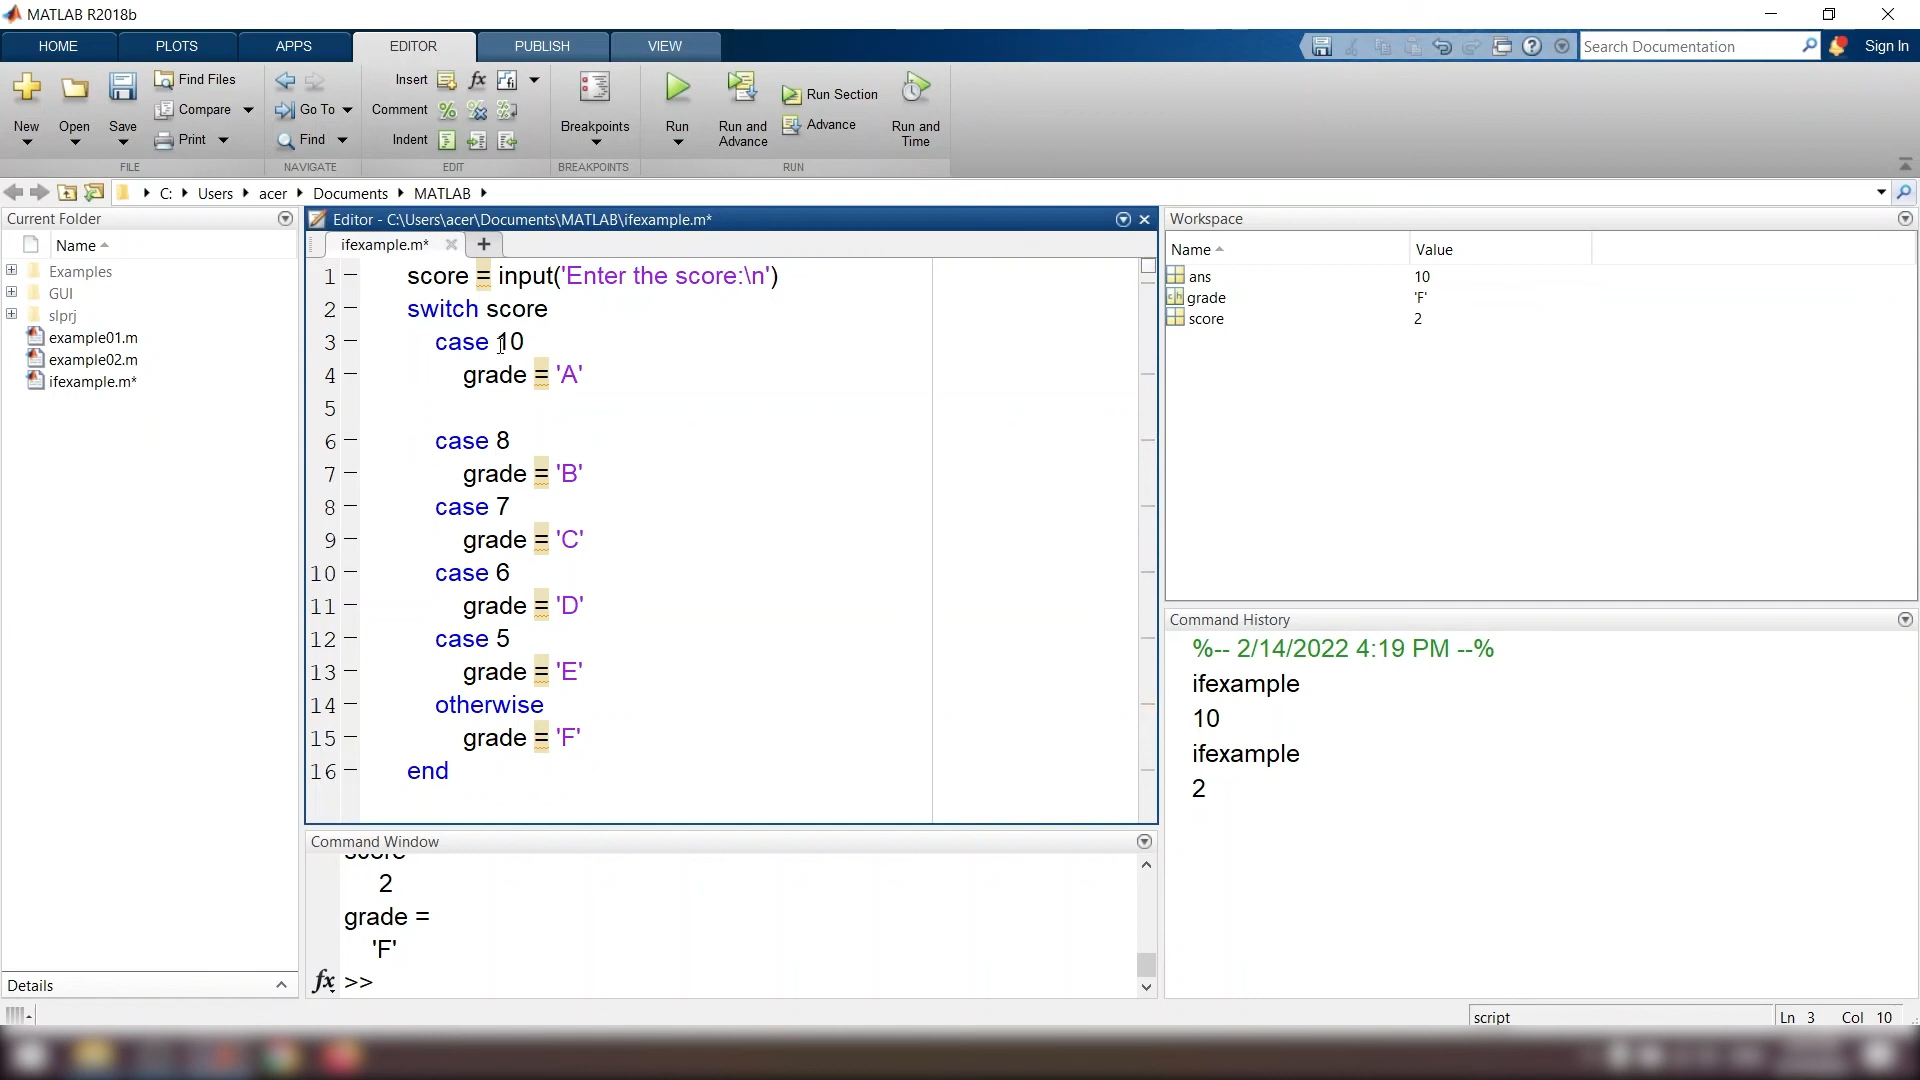 MATLAB R2018b
HOME PLOTS APPS EDITOR PUBLISH VIEW
Search Documentation
Sign In
New
Open
Save
Find Files
Compare
Print
FILE
Go To
Find
NAVIGATE
Insert
Comment
Indent
EDIT
Breakpoints
BREAKPOINTS
Run
Run and
Advance
Run Section
Advance
Run and
Time
RUN
C: Users acer Documents MATLAB
Current Folder
Name
Examples
GUI
slprj
example01.m
example02.m
ifexample.m*
Details
Editor - C:\Users\acer\Documents\MATLAB\ifexample.m*
ifexample.m*
1 score = input('Enter the score:\n')
2 switch score
3 case 10
4 grade = 'A'
5
6 case 8
7 grade = 'B'
8 case 7
9 grade = 'C'
10 case 6
11 grade = 'D'
12 case 5
13 grade = 'E'
14 otherwise
15 grade = 'F'
16 end
Command Window
2
grade =
'F'
fx >>
Workspace
Name Value
ans 10
grade 'F'
score 2
Command History
%-- 2/14/2022 4:19 PM --%
ifexample
10
ifexample
2
script
Ln 3 Col 10